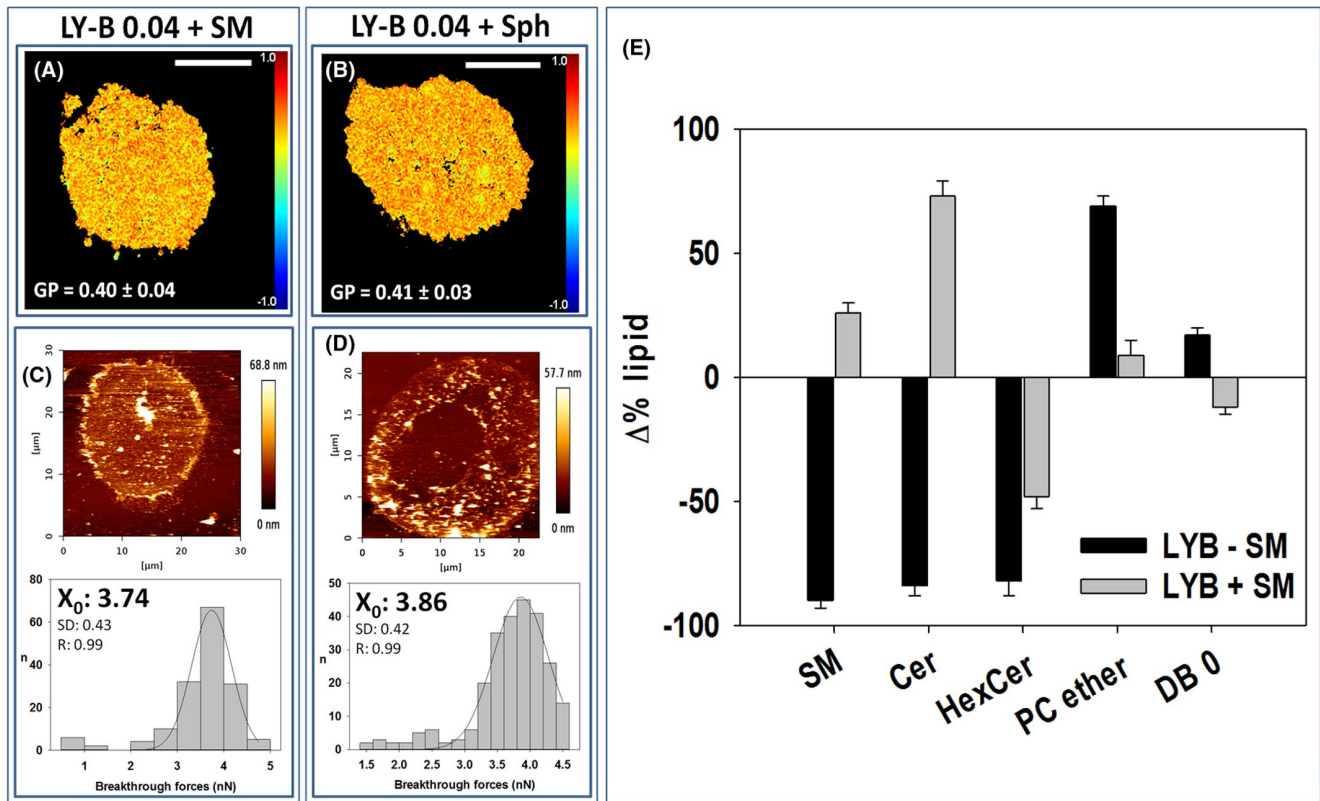 LY-B 0.04 + SM
(A)
1.0
-1.0
GP = 0.40 ± 0.04
LY-B 0.04 + Sph
(B)
1.0
-1.0
GP = 0.41 ± 0.03
(C)
30
20
10
0
[µm]
0
10
20
30
[µm]
68.8 nm
0 nm
80
60
40
20
0
n
X0: 3.74
SD: 0.43
R: 0.99
1
2
3
4
5
Breakthrough forces (nN)
(D)
20
15
10
5
0
[µm]
0
5
10
15
20
[µm]
57.7 nm
0 nm
50
40
30
20
10
0
n
X0: 3.86
SD: 0.42
R: 0.99
1.5
2.0
2.5
3.0
3.5
4.0
4.5
Breakthrough forces (nN)
(E)
100
50
0
-50
-100
Δ% lipid
LYB - SM
LYB + SM
SM
Cer
HexCer
PC ether
DB 0